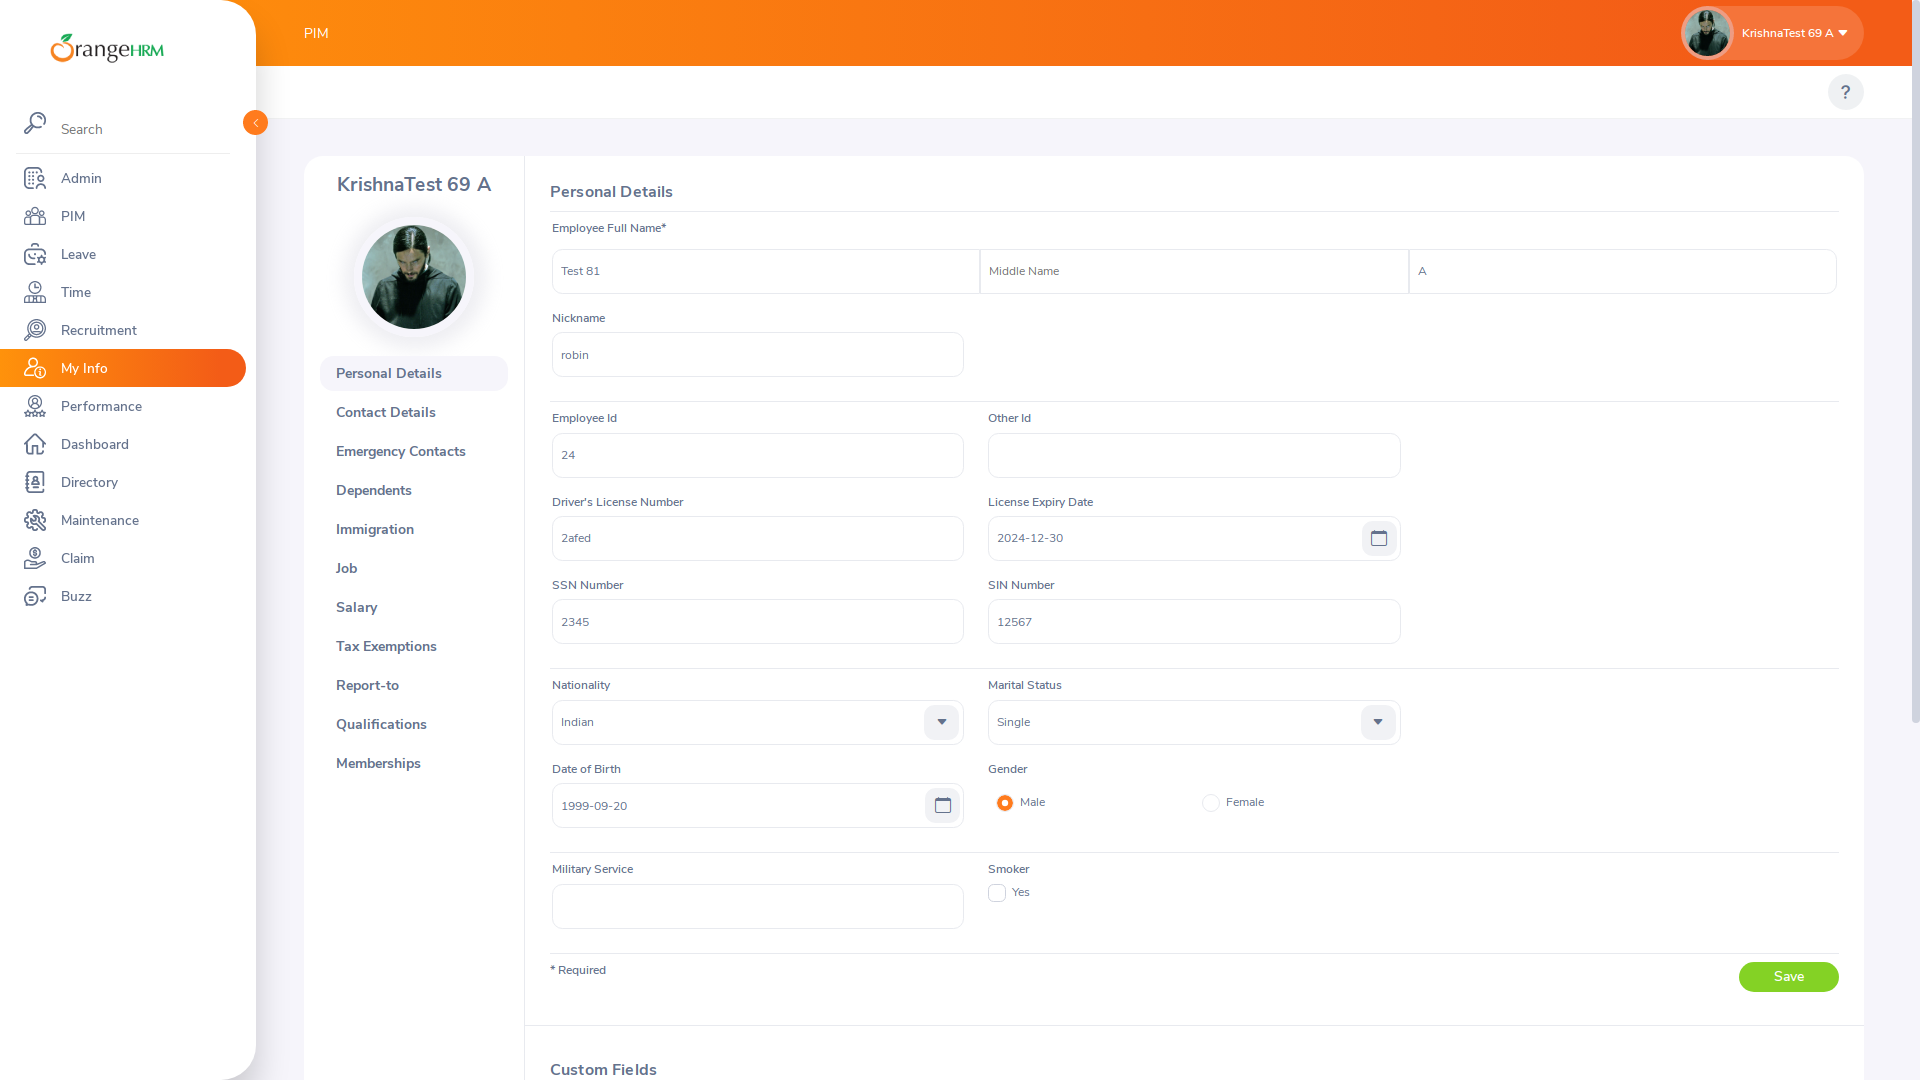 OrangeHRM
PIM
KrishnaTest 69 A
?
Search
Admin
PIM
Leave
Time
Recruitment
My Info
Performance
Dashboard
Directory
Maintenance
Claim
Buzz
KrishnaTest 69 A
Personal Details
Contact Details
Emergency Contacts
Dependents
Immigration
Job
Salary
Tax Exemptions
Report-to
Qualifications
Memberships
Personal Details
Employee Full Name*
Test 81 Middle Name A
Nickname
robin
Employee Id Other Id
24
Driver's License Number License Expiry Date
2afed 2024-12-30
SSN Number SIN Number
2345 12567
Nationality Marital Status
Indian Single
Date of Birth Gender
1999-09-20 Male Female
Military Service Smoker
Yes
* Required Save
Custom Fields